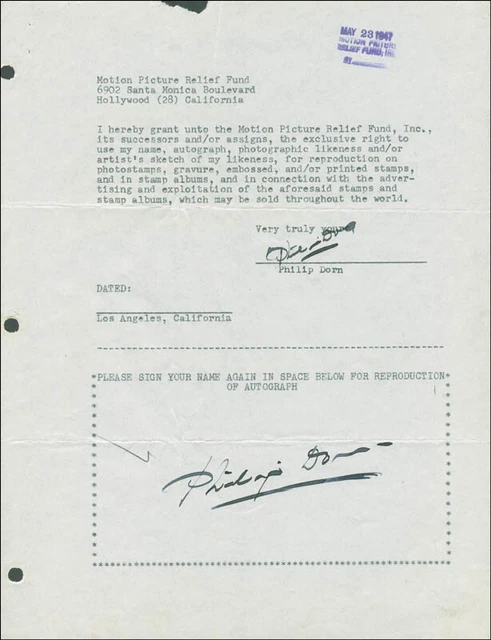 MAY 23 1947
MOTION PICTURE
RELIEF FUND, INC.
BY
Motion Picture Relief Fund
6902 Santa Monica Boulevard
Hollywood (28) California
I hereby grant unto the Motion Picture Relief Fund, Inc.,
its successors and/or assigns, the exclusive right to
use my name, autograph, photographic likeness and/or
artist's sketch of my likeness, for reproduction on
photostamps, gravure, embossed, and/or printed stamps,
and in stamp albums, and in connection with the adver-
tising and exploitation of the aforesaid stamps and
stamp albums, which may be sold throughout the world.
Very truly yours
Philip Dorn
Philip Dorn
DATED:
Los Angeles, California
*PLEASE SIGN YOUR NAME AGAIN IN SPACE BELOW FOR REPRODUCTION*
OF AUTOGRAPH
Philip Dorn